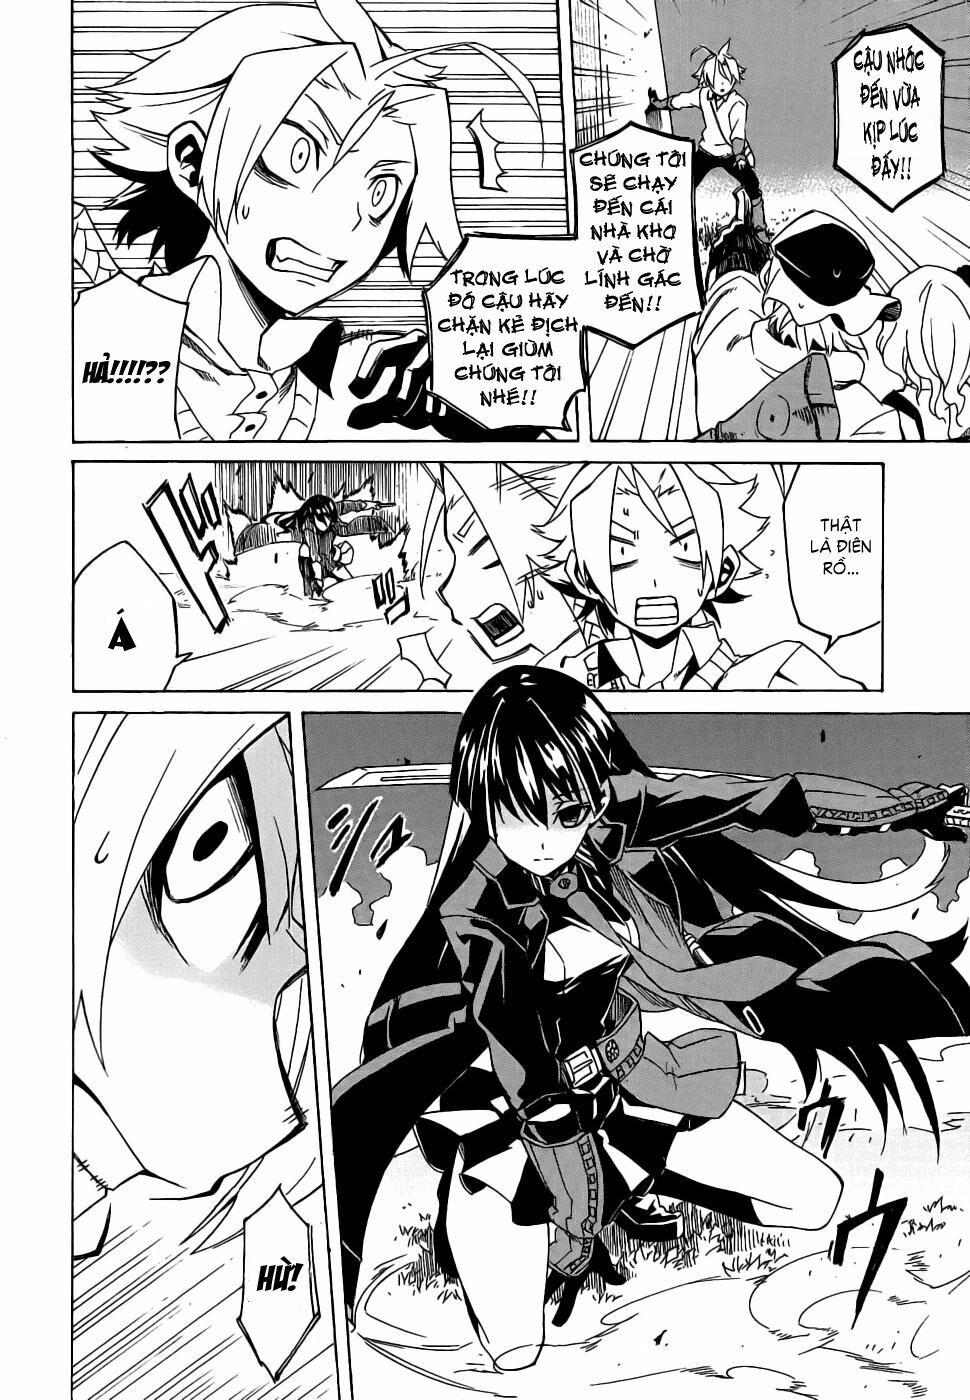 CẬU NHÓC
ĐẾN VỪA
KỊP LÚC
ĐẤY!!
CHÚNG TÔI
SẼ CHẠY
ĐẾN CÁI
NHÀ KHO
VÀ CHỜ
LÍNH GÁC
ĐẾN!!
TRONG LÚC
ĐÓ CẬU HÃY
CHẶN KẺ ĐỊCH
LẠI GIÙM
CHÚNG TÔI
NHÉ!!
HẢ!!!!??
THẬT
LÀ ĐIÊN
RỒ...
Á
HỪ!